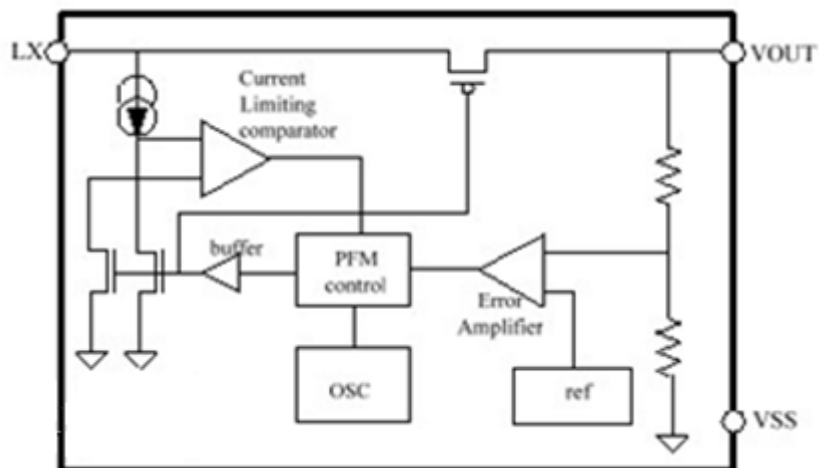 LX
VOUT
Current
Limiting
comparator
buffer
PFM
control
Error
Amplifier
OSC
ref
VSS